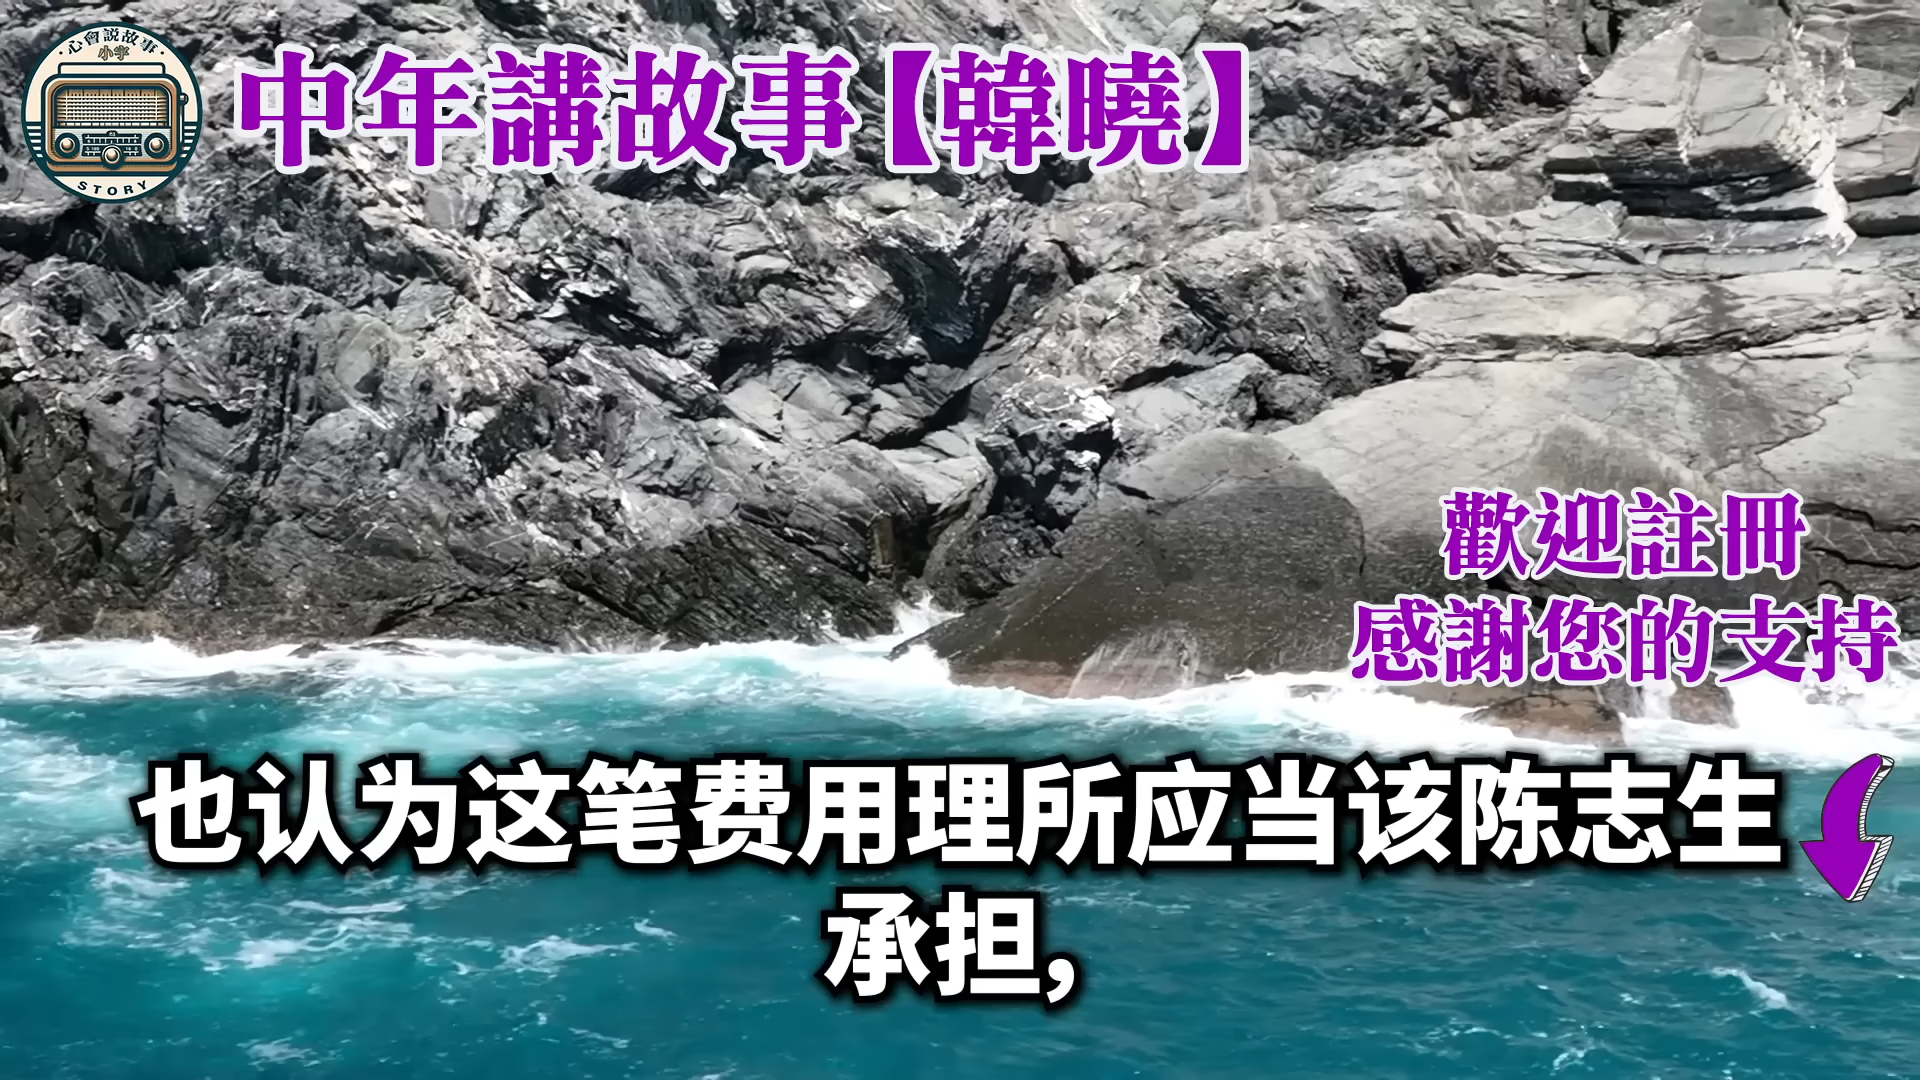 ·心會説故事·
小宇
STORY
中年講故事【韓曉】
歡迎註冊
感謝您的支持
也认为这笔费用理所应当该陈志生
承担,